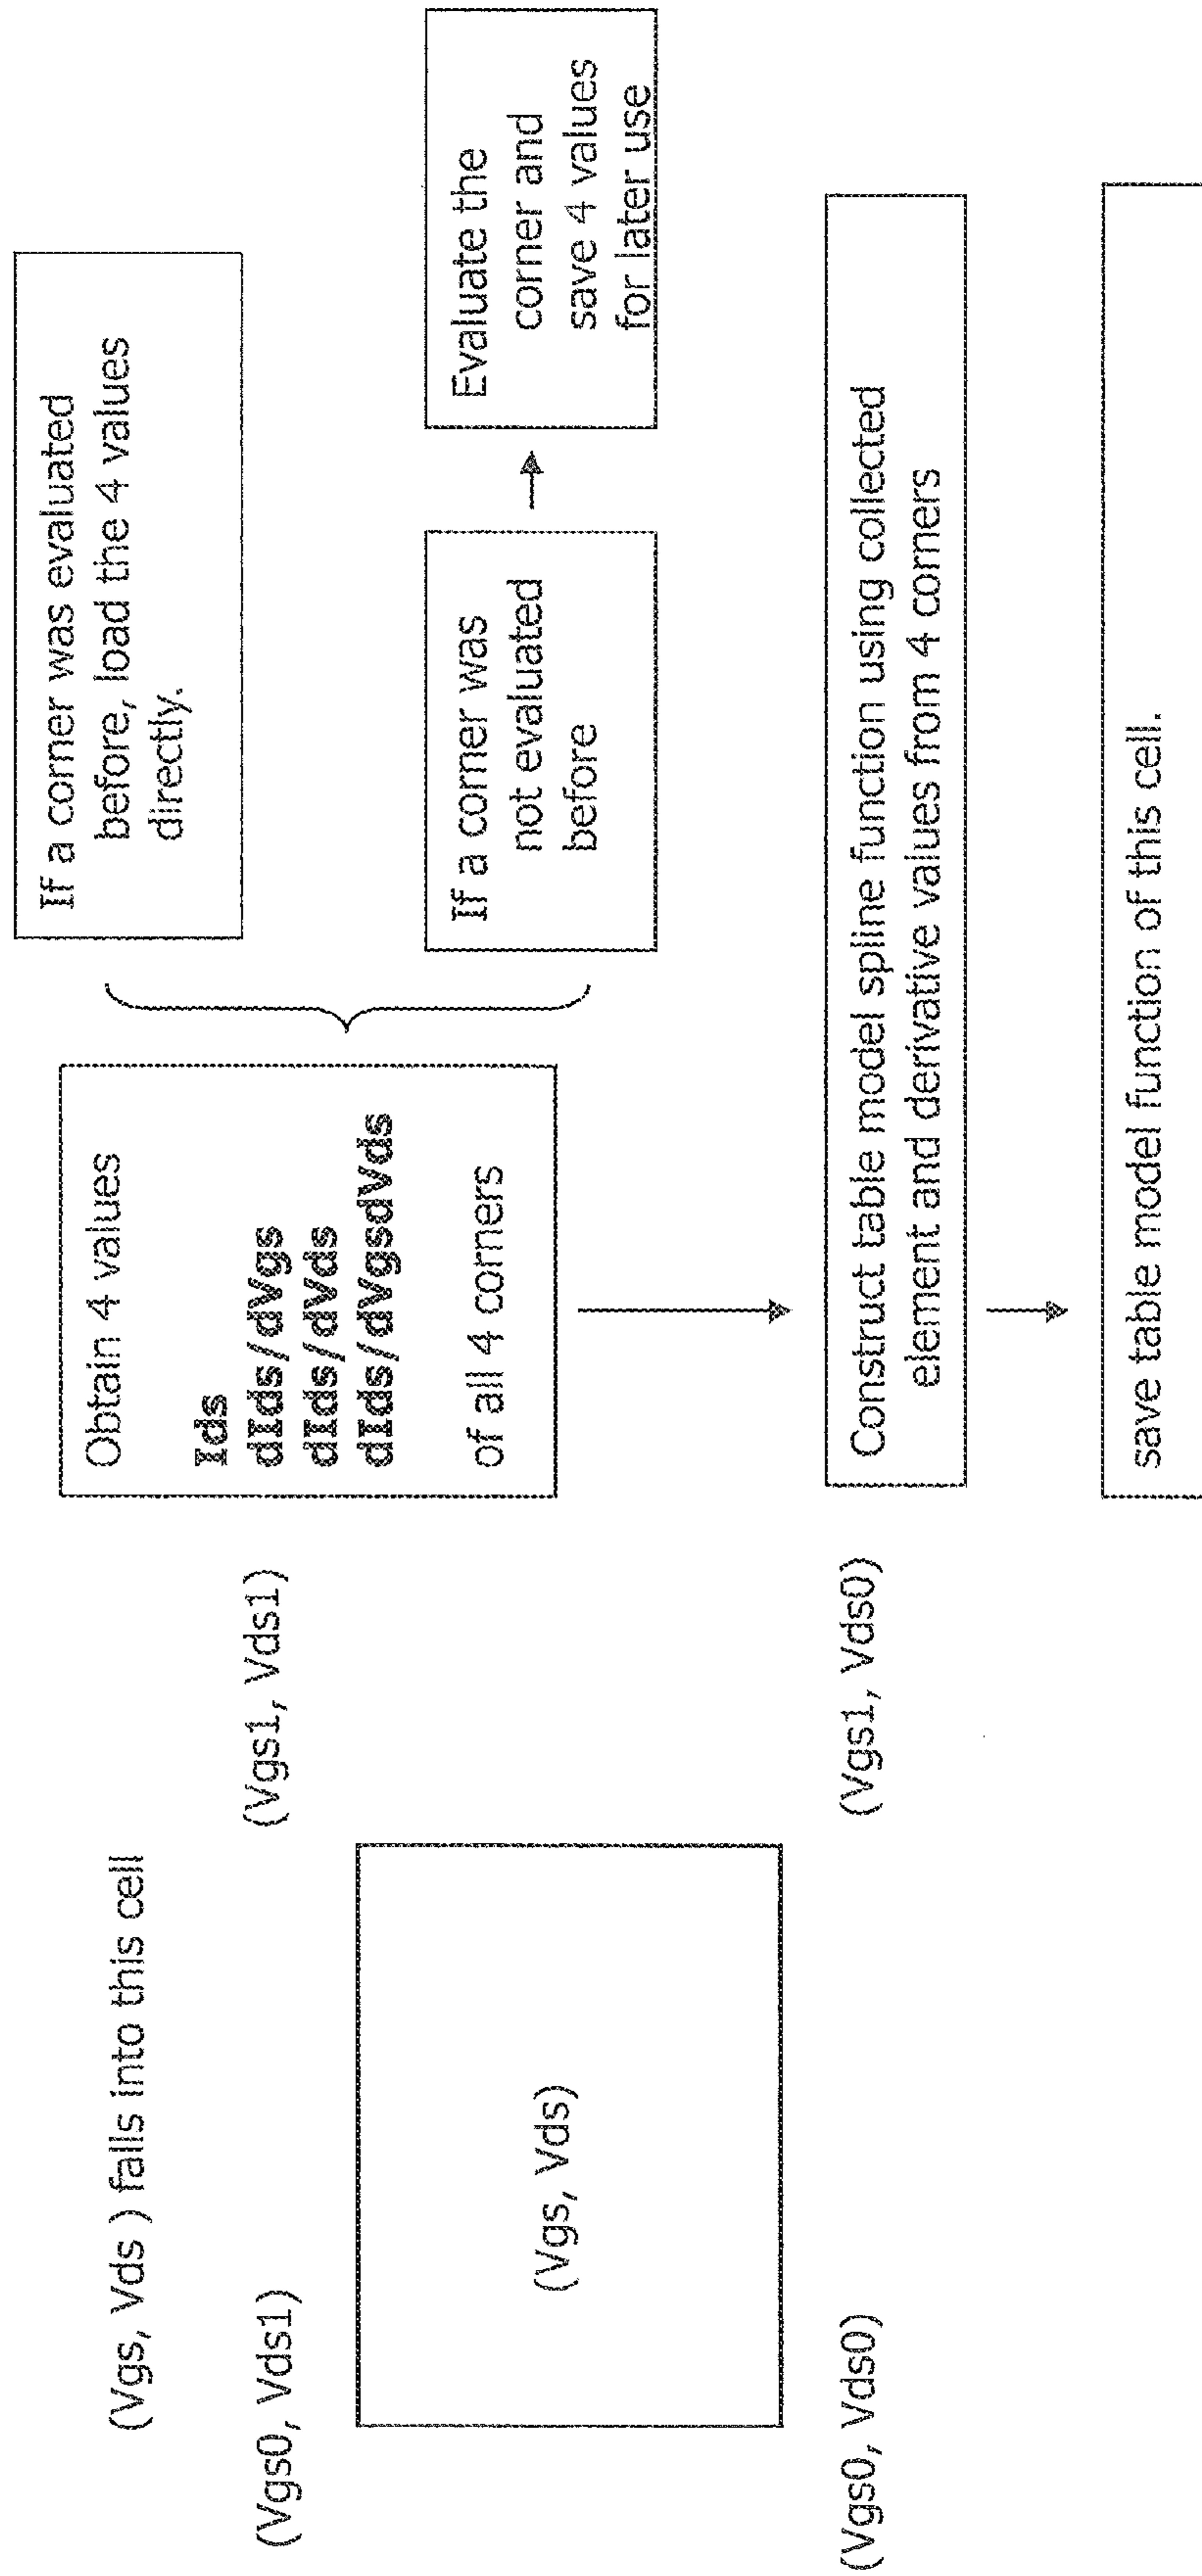 (Vgs, Vds ) falls into this cell
(Vgs0, Vds1)
(Vgs1, Vds1)
(Vgs, Vds)
(Vgs0, Vds0)
(Vgs1, Vds0)
Obtain 4 values
Ids
dIds/dVgs
dIds/dVds
dIds/dVgsdVds
of all 4 corners
If a corner was evaluated
before, load the 4 values
directly.
If a corner was
not evaluated
before
Evaluate the
corner and
save 4 values
for later use
Construct table model spline function using collected
element and derivative values from 4 corners
save table model function of this cell.